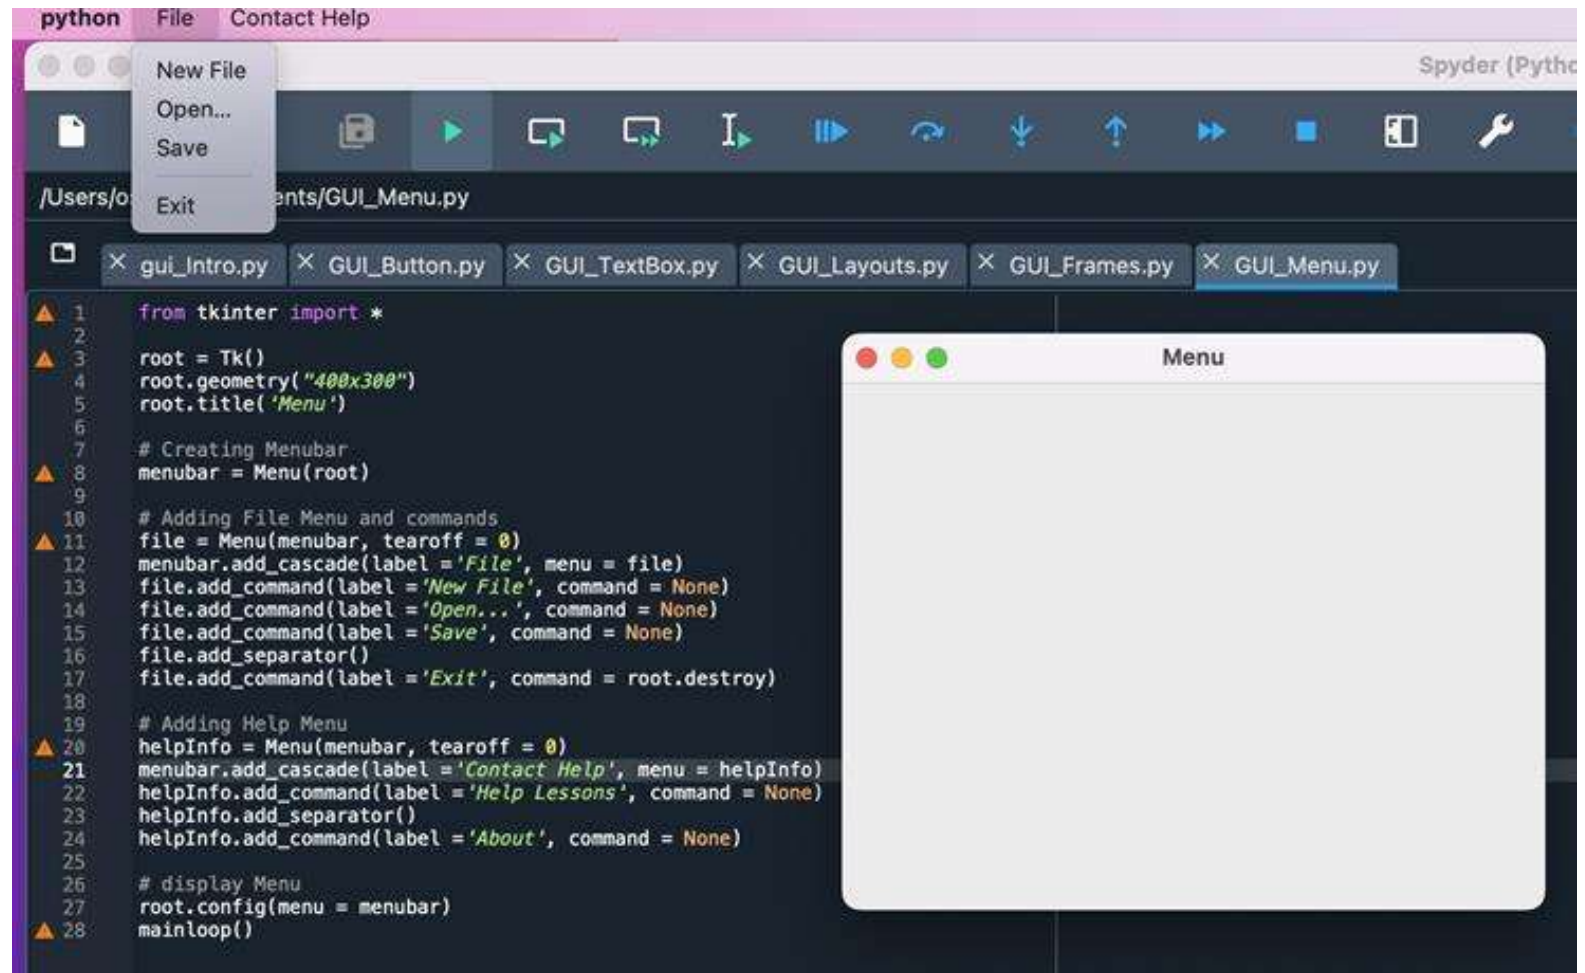 python File Contact Help
New File
Open...
Save
Exit
Spyder (Pytho
/Users/o
ents/GUI_Menu.py
gui_Intro.py GUI_Button.py GUI_TextBox.py GUI_Layouts.py GUI_Frames.py GUI_Menu.py
Menu
1 from tkinter import *
2
3 root = Tk()
4 root.geometry("400x300")
5 root.title('Menu')
6
7 # Creating Menubar
8 menubar = Menu(root)
9
10 # Adding File Menu and commands
11 file = Menu(menubar, tearoff = 0)
12 menubar.add_cascade(label ='File', menu = file)
13 file.add_command(label ='New File', command = None)
14 file.add_command(label ='Open...', command = None)
15 file.add_command(label ='Save', command = None)
16 file.add_separator()
17 file.add_command(label ='Exit', command = root.destroy)
18
19 # Adding Help Menu
20 helpInfo = Menu(menubar, tearoff = 0)
21 menubar.add_cascade(label ='Contact Help', menu = helpInfo)
22 helpInfo.add_command(label ='Help Lessons', command = None)
23 helpInfo.add_separator()
24 helpInfo.add_command(label ='About', command = None)
25
26 # display Menu
27 root.config(menu = menubar)
28 mainloop()